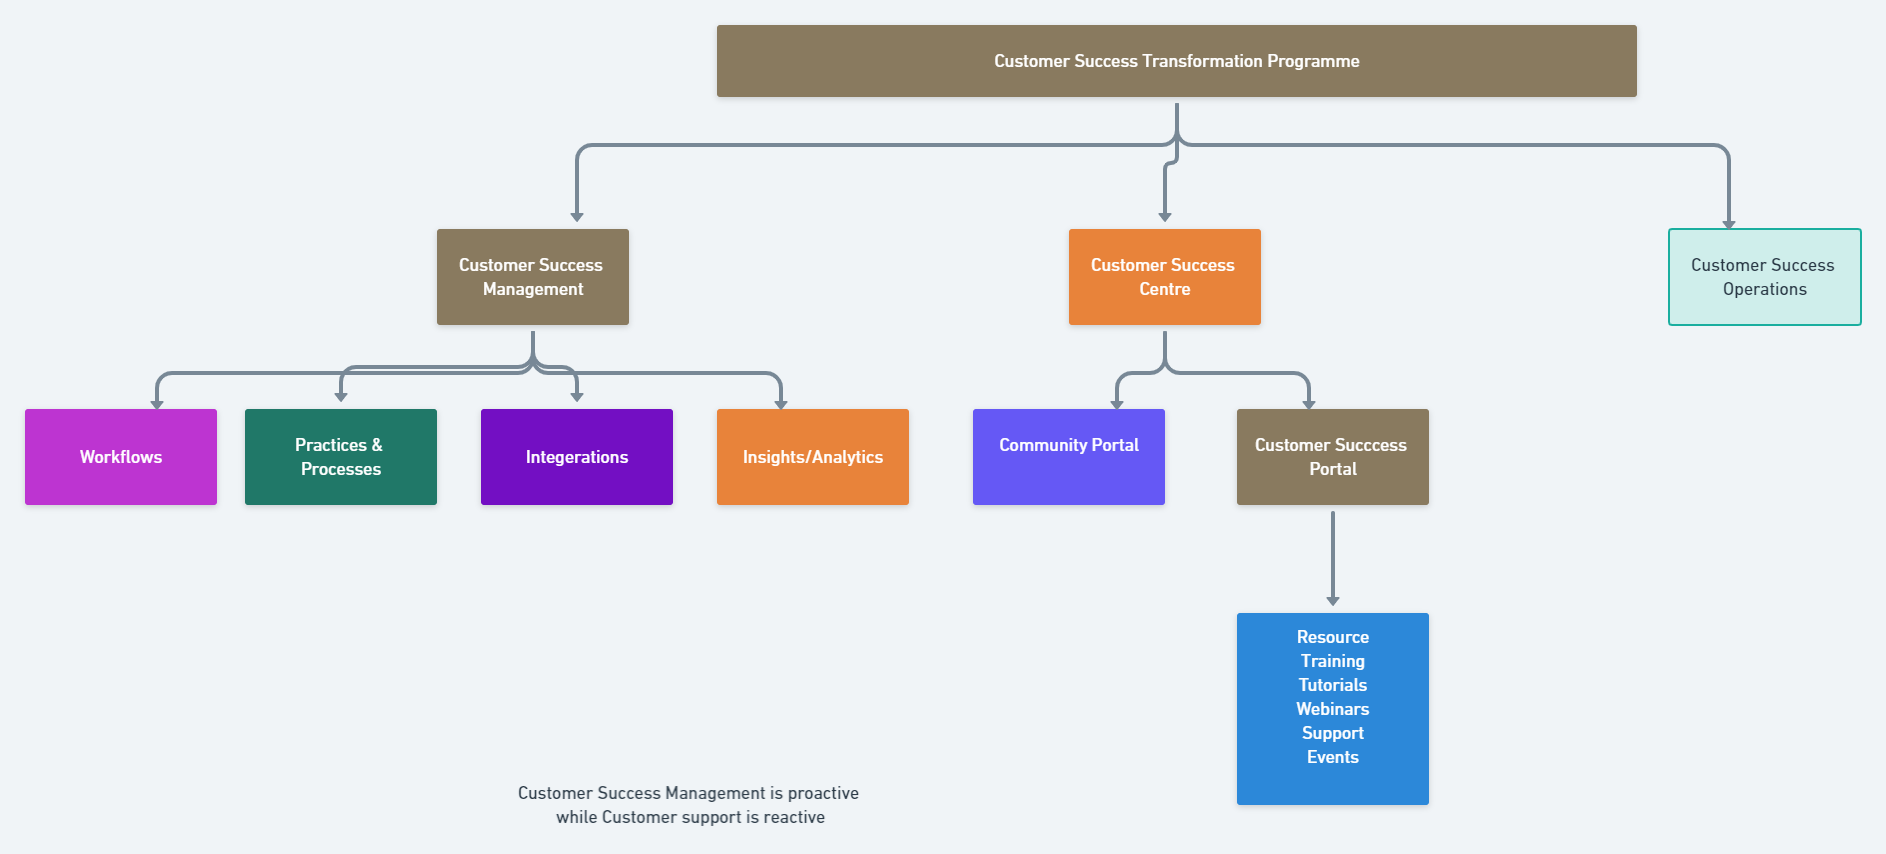 Customer Success Transformation Programme
Customer Success
Management
Customer Success
Centre
Customer Success
Operations
Workflows
Practices &
Processes
Integerations
Insights/Analytics
Community Portal
Customer Succcess
Portal
Resource
Training
Tutorials
Webinars
Support
Events
Customer Success Management is proactive
while Customer support is reactive